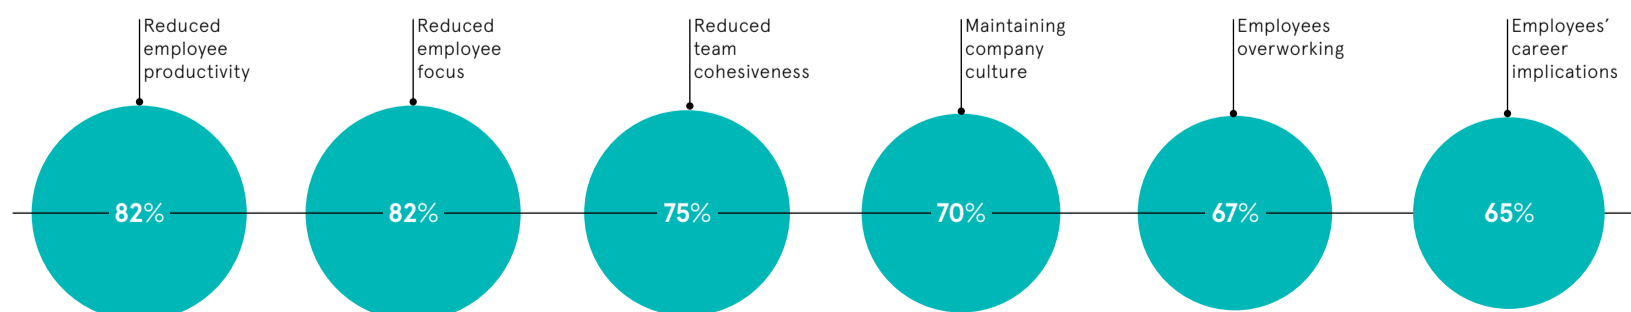 Reduced
employee
productivity
Reduced
employee
focus
Reduced
team
cohesiveness
Maintaining
company
culture
Employees
overworking
Employees’
career
implications
82%
82%
75%
70%
67%
65%